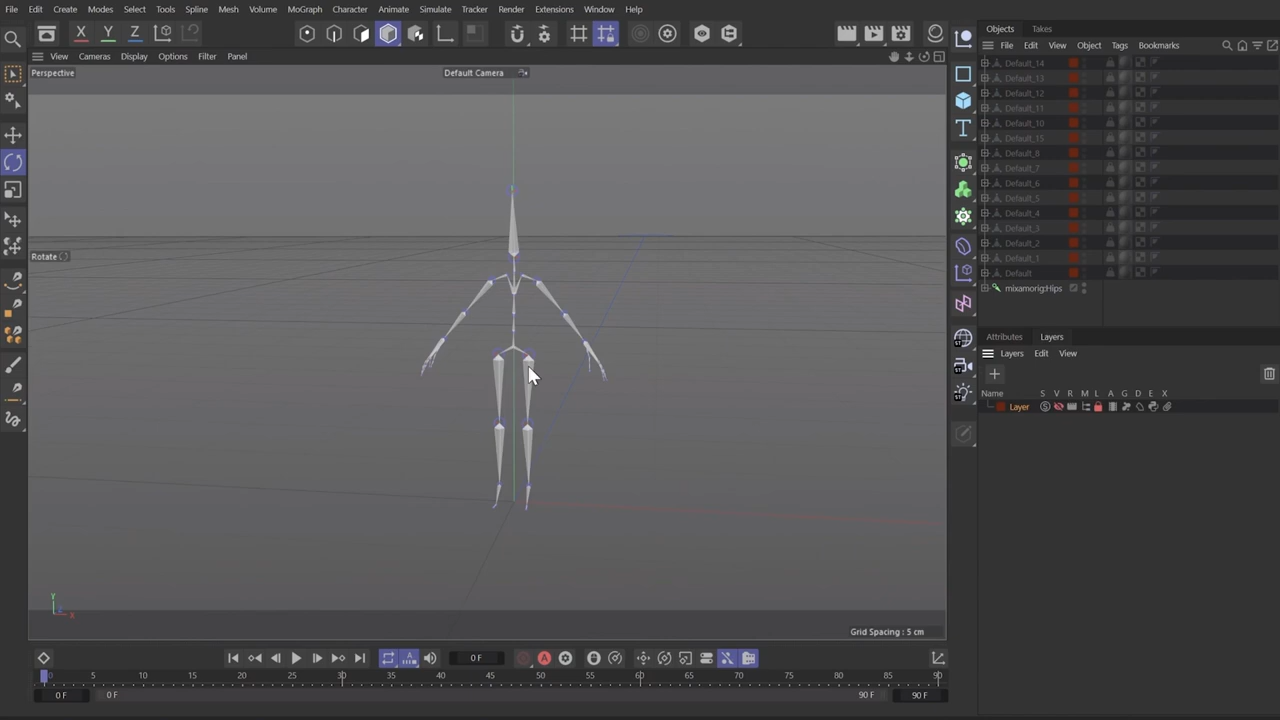 File Edit Create Modes Select Tools Spline Mesh Volume MoGraph Character Animate Simulate Tracker Render Extensions Window Help
X Y Z
View Cameras Display Options Filter Panel
Perspective
Default Camera
Rotate
Y
X
Grid Spacing : 5 cm
Objects Takes
File Edit View Object Tags Bookmarks
Default_14
Default_13
Default_12
Default_11
Default_10
Default_15
Default_8
Default_7
Default_6
Default_5
Default_4
Default_3
Default_2
Default_1
Default
mixamorig:Hips
Attributes Layers
Layers Edit View
Name S V R M L A G D E X
Layer
0 F
0 5 10 15 20 25 30 35 40 45 50 55 60 65 70 75 80 85 90
0 F 0 F 90 F 90 F